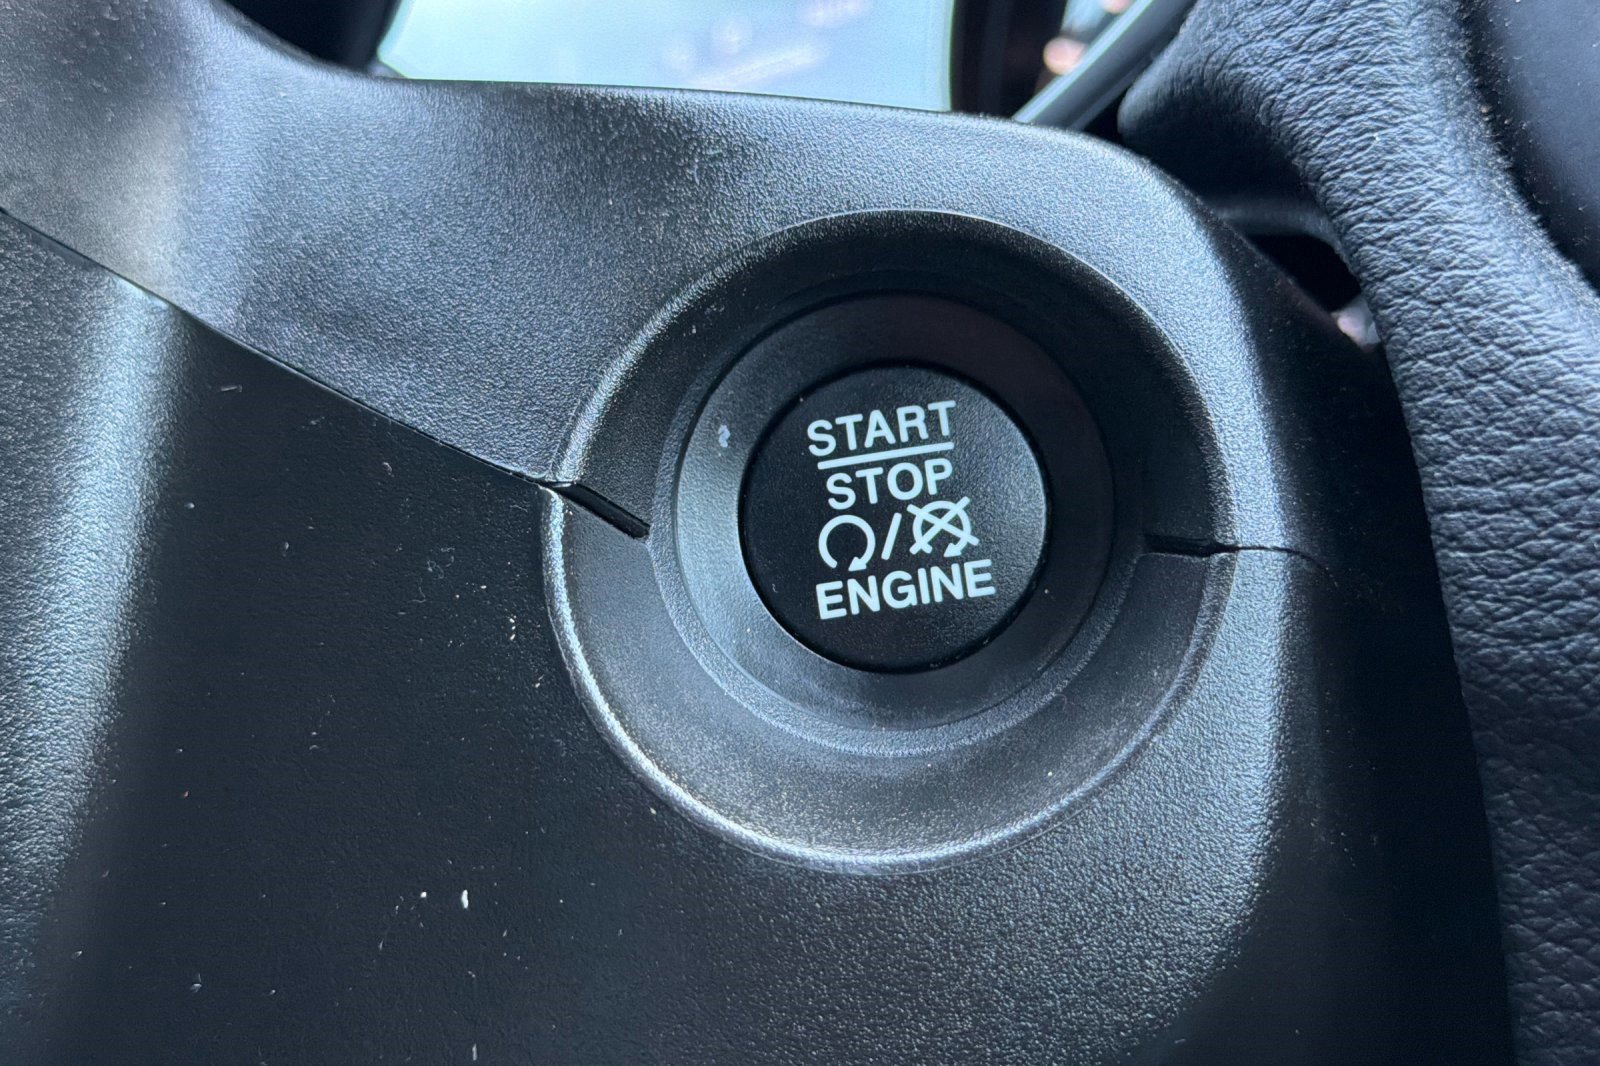 START
STOP
/
ENGINE